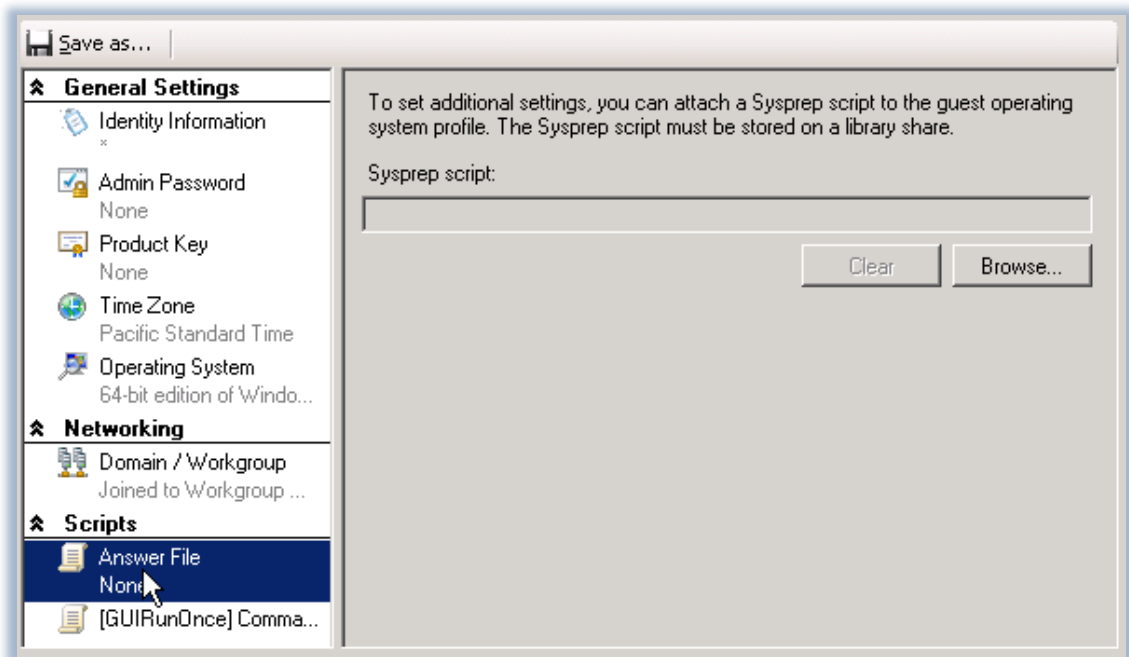 Save as...
General Settings
Identity Information
*
Admin Password
None
Product Key
None
Time Zone
Pacific Standard Time
Operating System
64-bit edition of Windo...
Networking
Domain / Workgroup
Joined to Workgroup ...
Scripts
Answer File
None
[GUIRunOnce] Comma...
To set additional settings, you can attach a Sysprep script to the guest operating
system profile. The Sysprep script must be stored on a library share.
Sysprep script:
Clear
Browse...